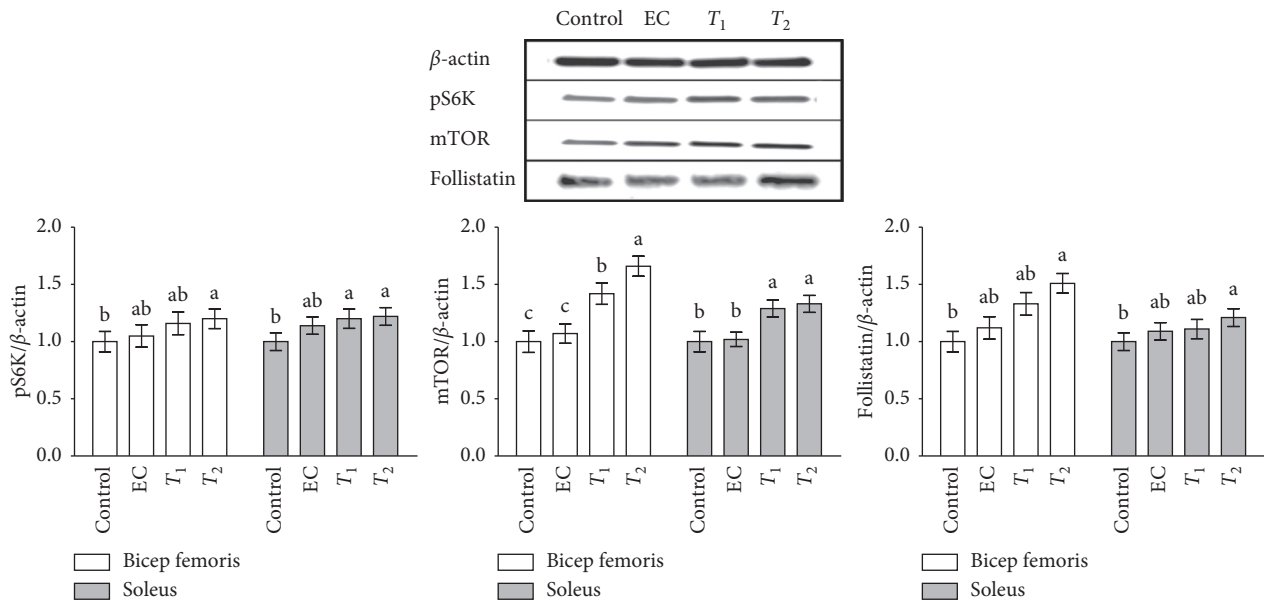 Control EC T1 T2
β-actin
pS6K
mTOR
Follistatin
pS6K/β-actin
2.0
1.5
1.0
0.5
0.0
b ab ab a b ab a a
Control EC T1 T2 Control EC T1 T2
Bicep femoris
Soleus
mTOR/β-actin
2.0
1.5
1.0
0.5
0.0
c c b a b b a a
Control EC T1 T2 Control EC T1 T2
Bicep femoris
Soleus
Follistatin/β-actin
2.0
1.5
1.0
0.5
0.0
b ab ab a b ab ab a
Control EC T1 T2 Control EC T1 T2
Bicep femoris
Soleus